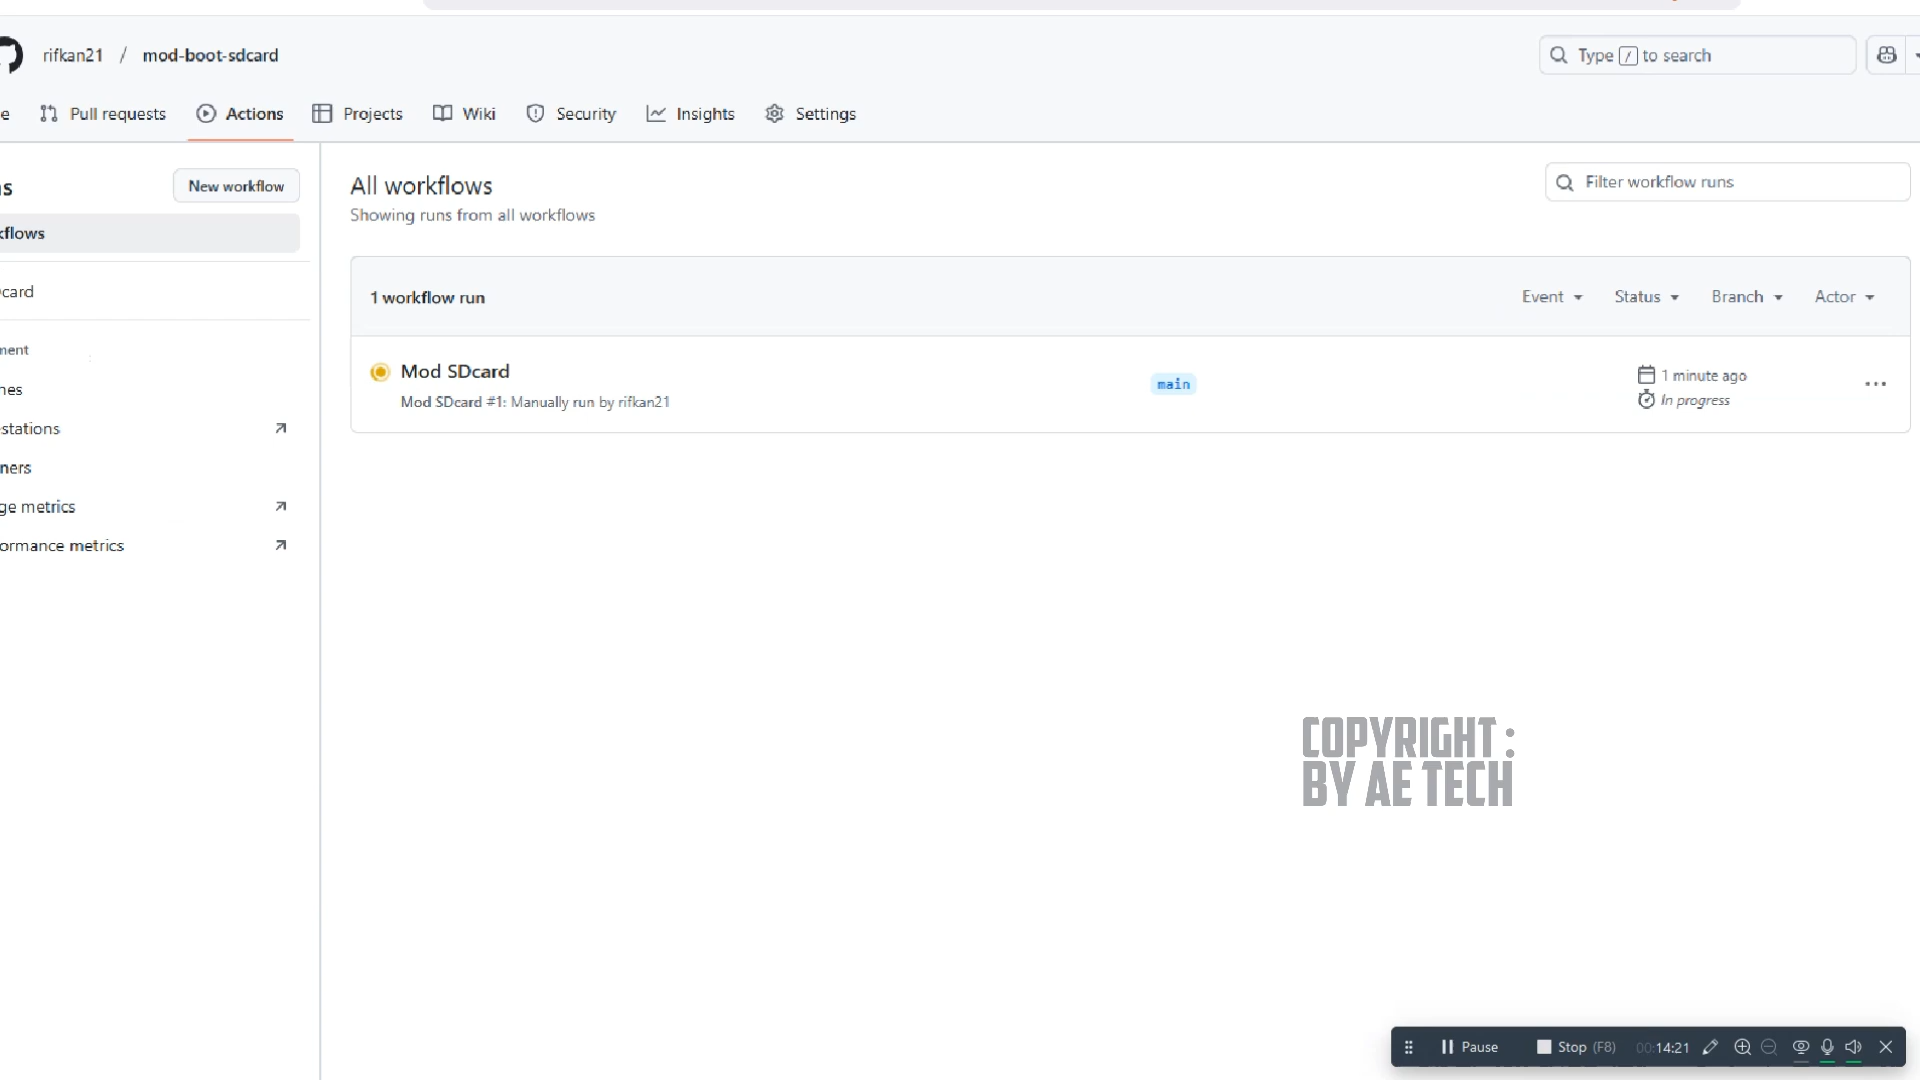 rifkan21 / mod-boot-sdcard
Type / to search
e Pull requests Actions Projects Wiki Security Insights Settings
s New workflow
flows
card
ment
nes
stations
ners
ge metrics
ormance metrics
All workflows
Showing runs from all workflows
Filter workflow runs
1 workflow run
Event Status Branch Actor
Mod SDcard
Mod SDcard #1: Manually run by rifkan21
main
1 minute ago
In progress
COPYRIGHT :
BY AE TECH
Pause Stop (F8) 00:14:21